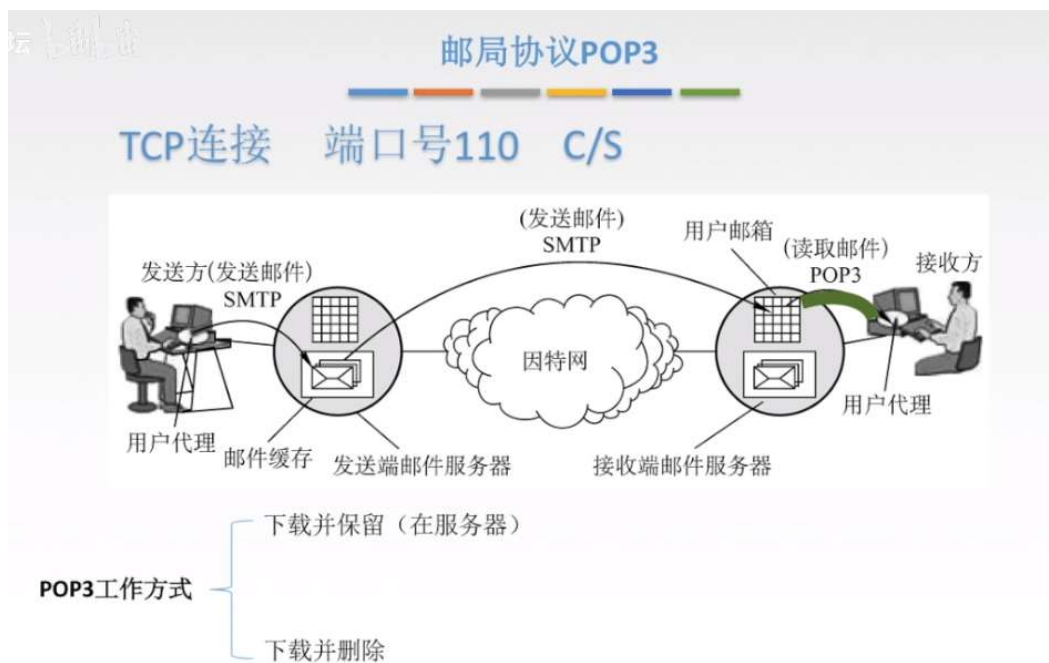 坛
邮局协议POP3
TCP连接 端口号110 C/S
(发送邮件)
SMTP
用户邮箱
(读取邮件)
POP3
接收方
发送方(发送邮件)
SMTP
因特网
用户代理
用户代理
邮件缓存
发送端邮件服务器
接收端邮件服务器
下载并保留（在服务器）
POP3工作方式
下载并删除